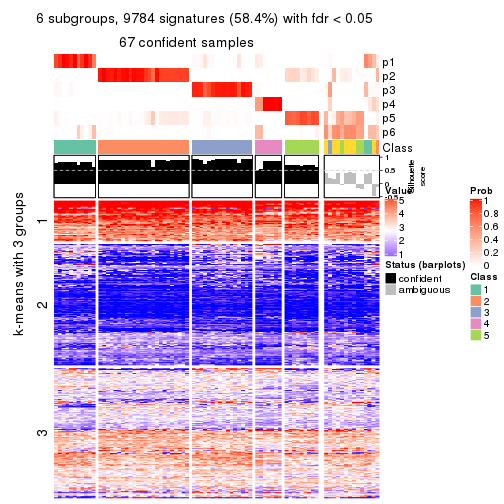 6 subgroups, 9784 signatures (58.4%) with fdr < 0.05
67 confident samples
p1
p2
p3
p4
p5
p6
Class
1
0.5
0
-0.5
Silhouette
score
k-means with 3 groups
1
2
3
Value
5
4
3
2
1
Status (barplots)
confident
ambiguous
Prob
1
0.8
0.6
0.4
0.2
0
Class
1
2
3
4
5